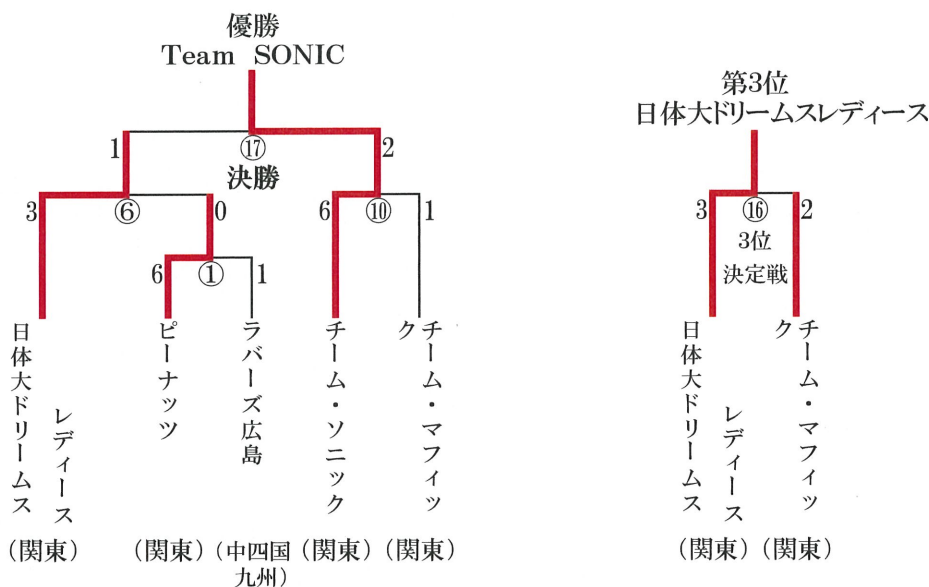 優勝
Team SONIC
1
⑰
2
決勝
3
⑥
0
6
⑩
1
6
①
1
日体大ドリームス
レディース
ピーナッツ
ラバーズ広島
チーム・ソニック
チーム・マフィッ
ク
(関東)
(関東)
(中四国
九州)
(関東)
(関東)
第3位
日体大ドリームスレディース
3
⑯
2
3位
決定戦
日体大ドリームス
レディース
チーム・マフィッ
ク
(関東)
(関東)